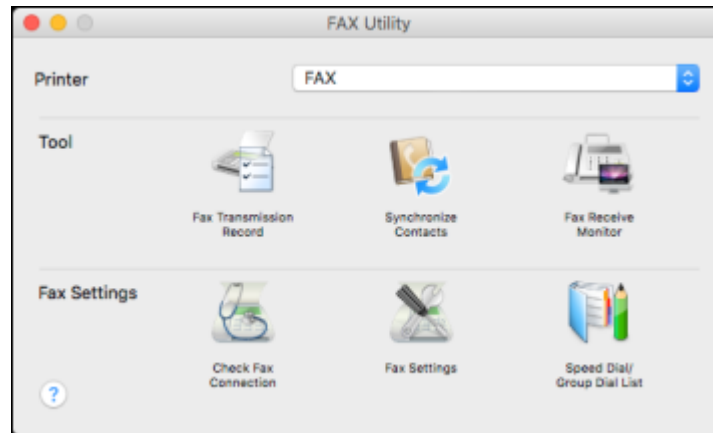 FAX Utility
Printer
FAX
Tool
Fax Transmission
Record
Synchronize
Contacts
Fax Receive
Monitor
Fax Settings
Check Fax
Connection
Fax Settings
Speed Dial/
Group Dial List
?